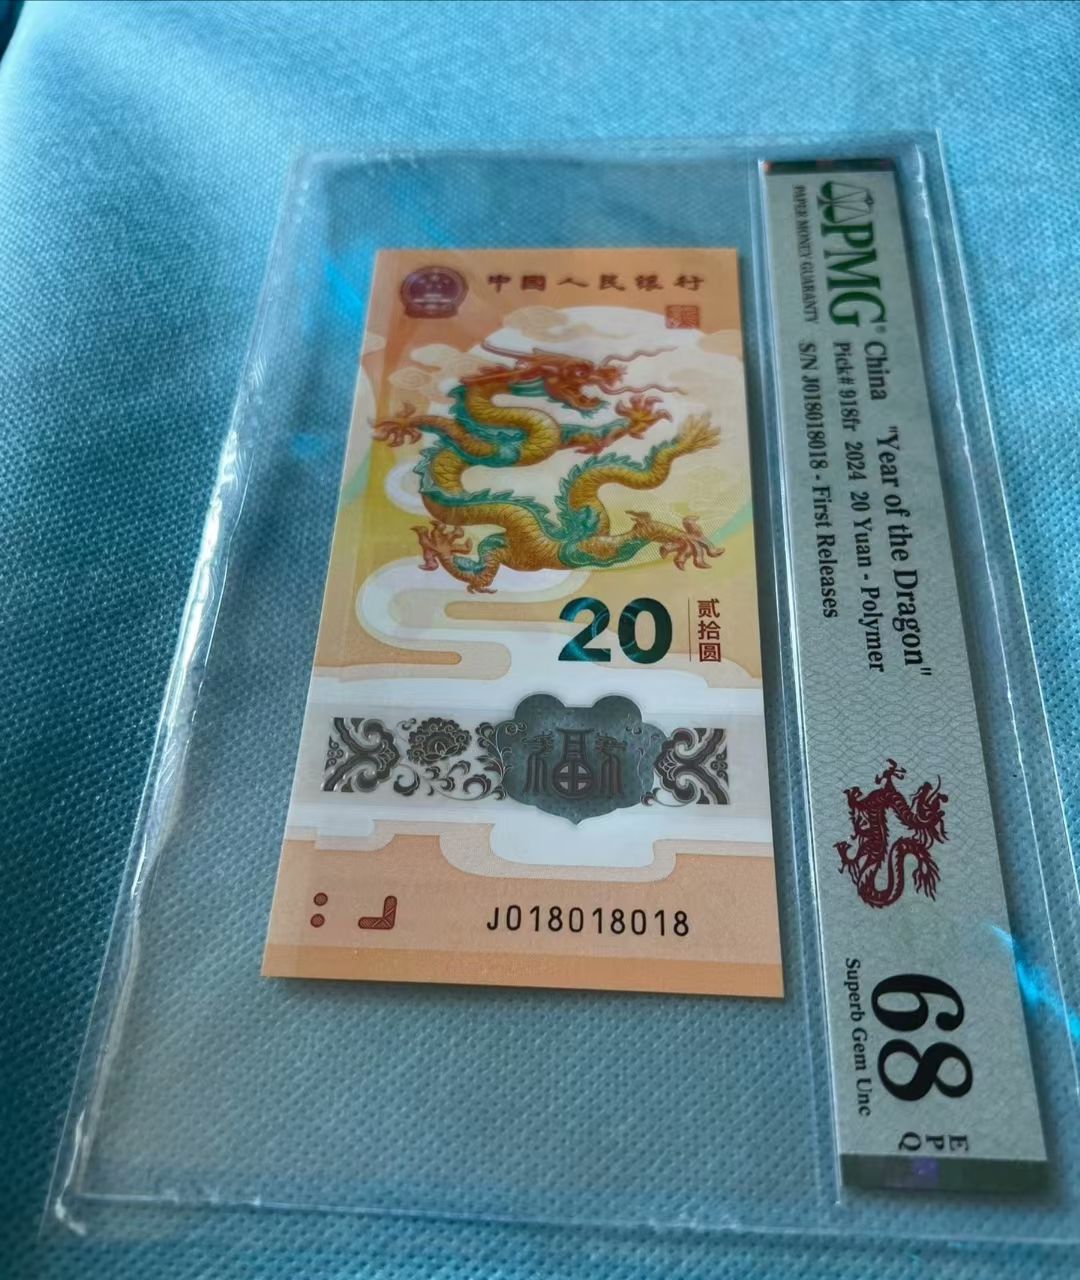 中国人民银行
20
贰拾圆
福
J018018018
PMG®
PAPER MONEY GUARANTY
China "Year of the Dragon"
Pick# 918fr 2024 20 Yuan - Polymer
S/N J018018018 - First Releases
68
Superb Gem Unc
EPQ